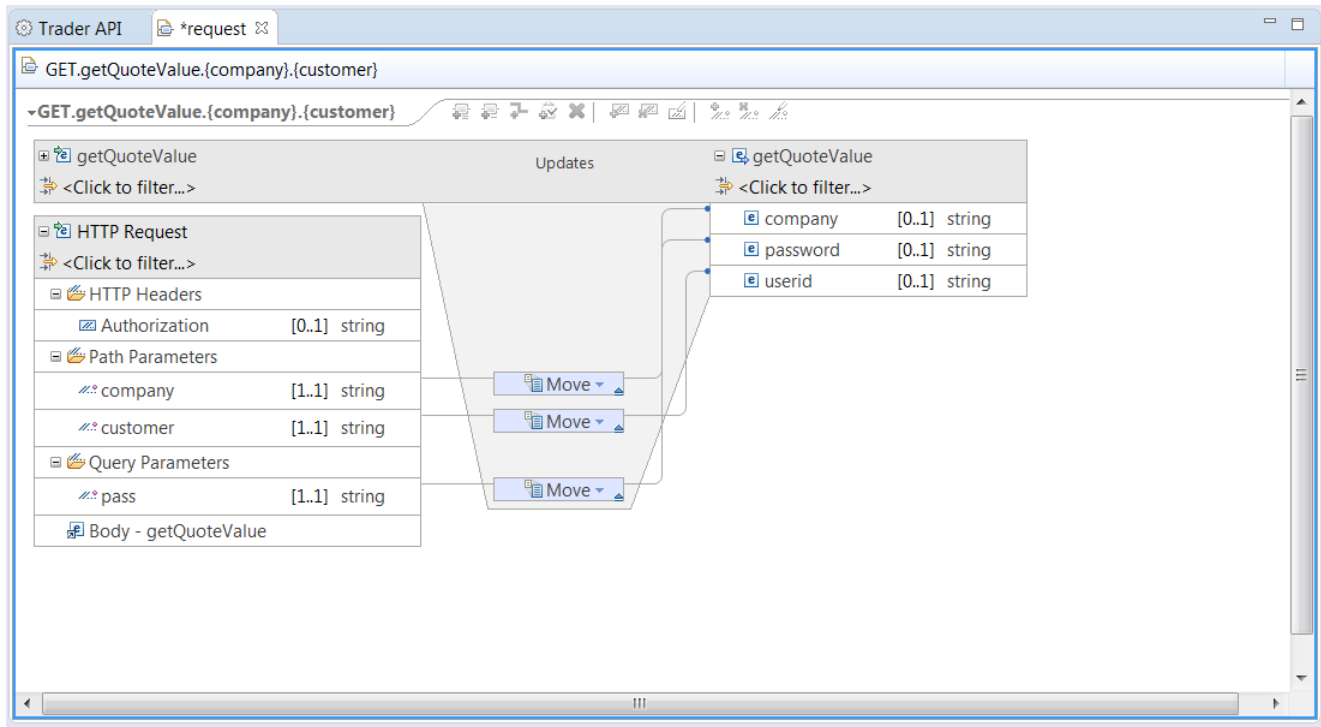 Trader API *request
GET.getQuoteValue.{company}.{customer}
GET.getQuoteValue.{company}.{customer}
getQuoteValue Updates getQuoteValue
<Click to filter...> <Click to filter...>
company [0..1] string
HTTP Request
password [0..1] string
<Click to filter...>
userid [0..1] string
HTTP Headers
Authorization [0..1] string
Path Parameters
company [1..1] string Move
customer [1..1] string Move
Query Parameters
pass [1..1] string Move
Body - getQuoteValue